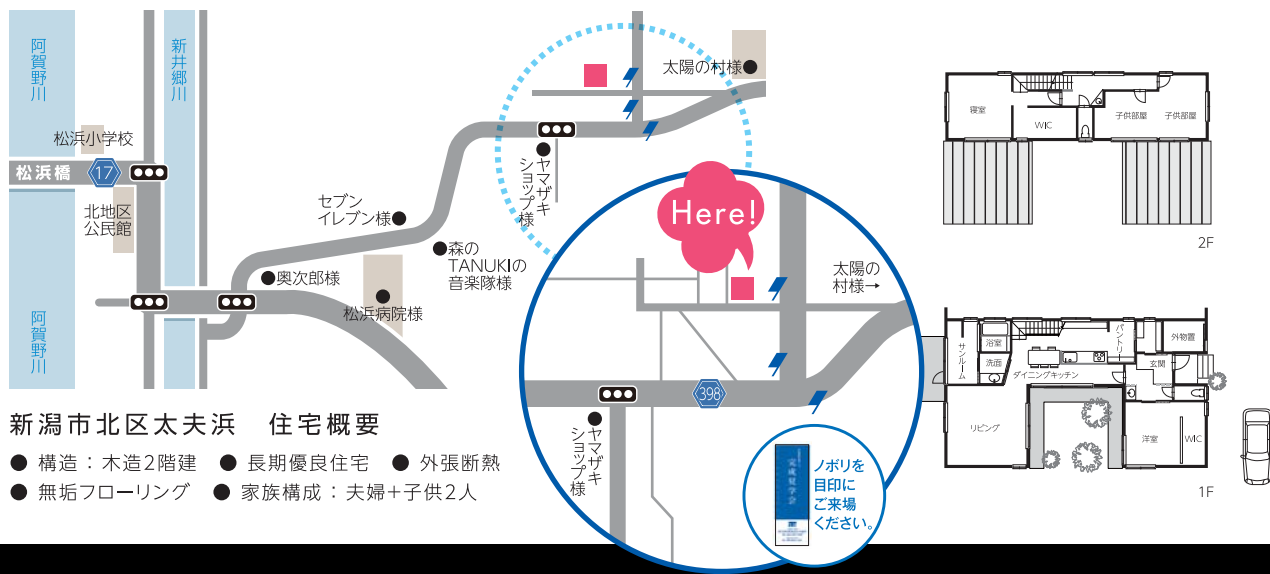 阿賀野川
新井郷川
松浜小学校
松浜橋
17
北地区
公民館
阿賀野川
セブン
イレブン様
奥次郎様
松浜病院様
森の
TANUKIの
音楽隊様
ヤマザキ
ショップ様
太陽の村様
Here!
太陽の
村様→
398
ヤマザキ
ショップ様
完成見学会
ノボリを
目印に
ご来場
ください。
新潟市北区太夫浜 住宅概要
● 構造：木造2階建 ● 長期優良住宅 ● 外張断熱
● 無垢フローリング ● 家族構成：夫婦+子供2人
寝室
WIC
子供部屋
子供部屋
2F
サンルーム
浴室
洗面
パントリー
外物置
玄関
ダイニングキッチン
リビング
洋室
WIC
1F